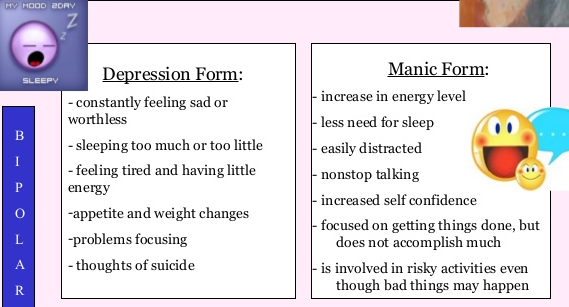 MY MOOD 2DAY
Z
Z
SLEEPY
BIPOLAR
Depression Form:
- constantly feeling sad or
worthless
- sleeping too much or too little
- feeling tired and having little
energy
-appetite and weight changes
-problems focusing
- thoughts of suicide
Manic Form:
- increase in energy level
- less need for sleep
- easily distracted
- nonstop talking
- increased self confidence
- focused on getting things done, but
does not accomplish much
- is involved in risky activities even
though bad things may happen